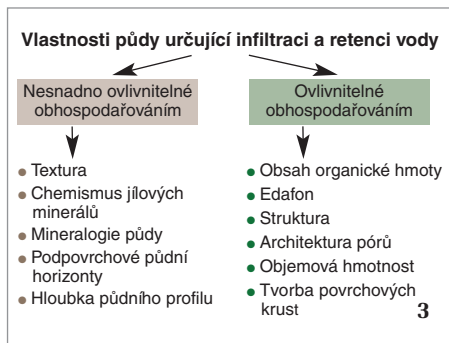 Vlastnosti půdy určující infiltraci a retenci vody
Nesnadno ovlivnitelné
obhospodařováním
● Textura
● Chemismus jílových
minerálů
● Mineralogie půdy
● Podpovrchové půdní
horizonty
● Hloubka půdního profilu
Ovlivnitelné
obhospodařováním
● Obsah organické hmoty
● Edafon
● Struktura
● Architektura pórů
● Objemová hmotnost
● Tvorba povrchových
krust
3